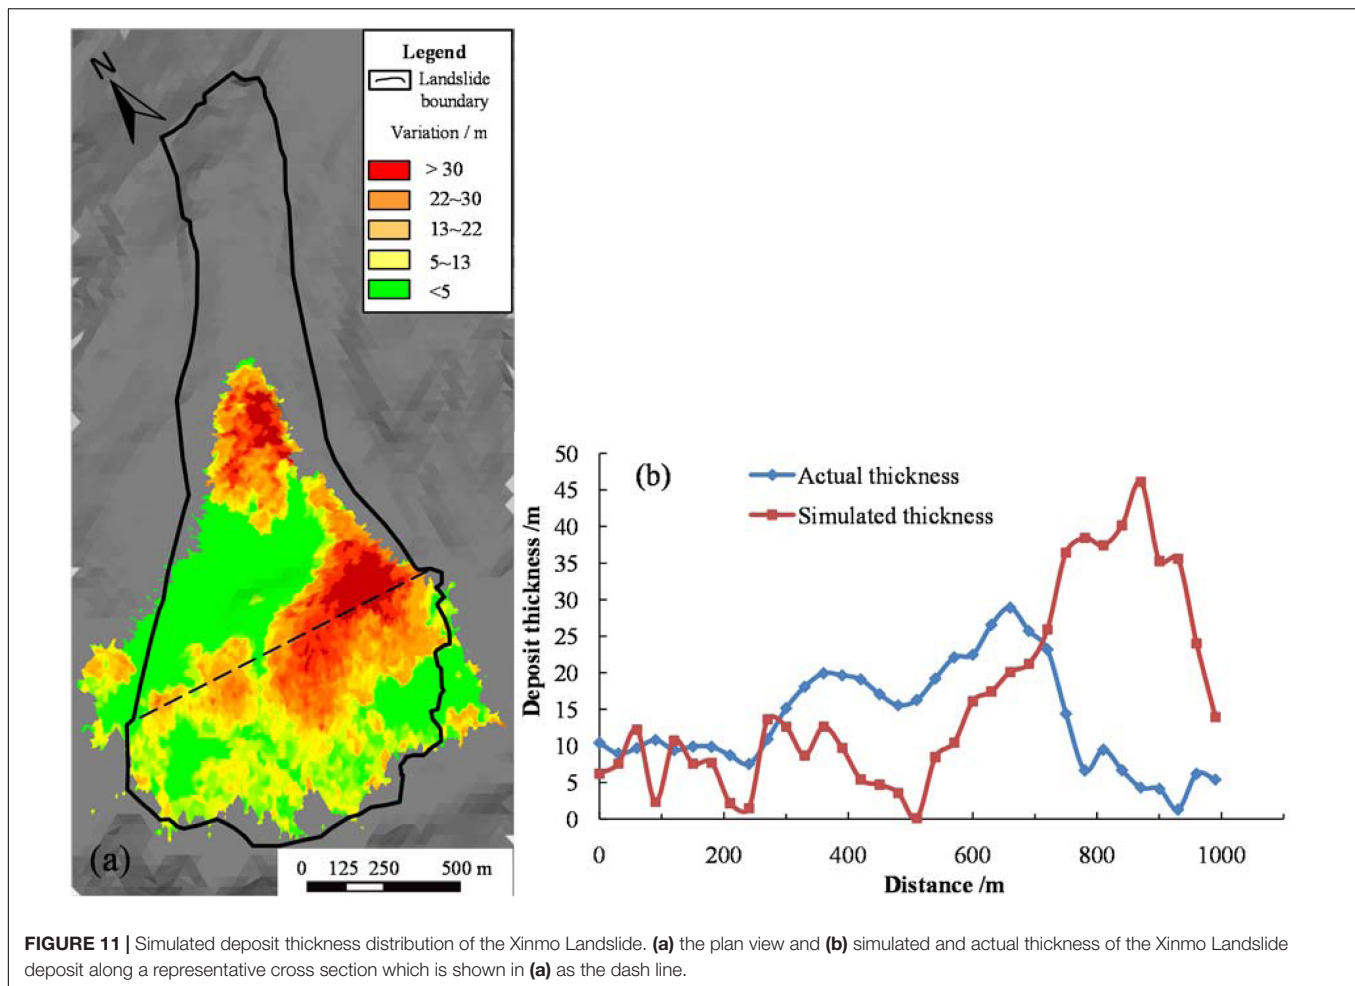 N
Legend
Landslide
boundary
Variation / m
> 30
22~30
13~22
5~13
<5
(a)
0 125 250 500 m
(b)
Actual thickness
Simulated thickness
Deposit thickness /m
50
45
40
35
30
25
20
15
10
5
0
0 200 400 600 800 1000
Distance /m
FIGURE 11 | Simulated deposit thickness distribution of the Xinmo Landslide. (a) the plan view and (b) simulated and actual thickness of the Xinmo Landslide
deposit along a representative cross section which is shown in (a) as the dash line.